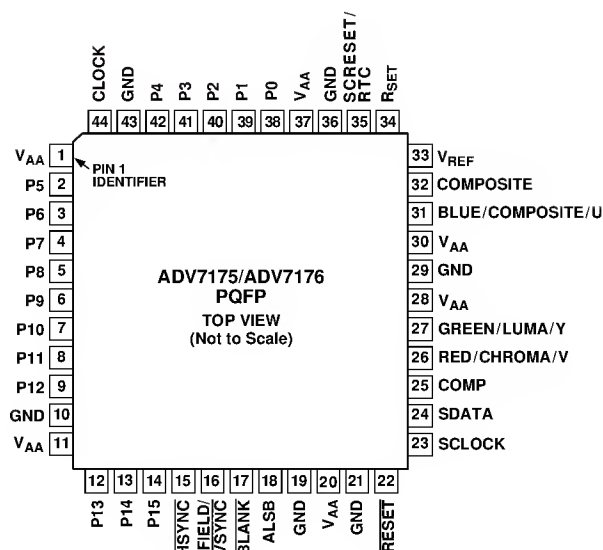 CLOCK
GND
P4
P3
P2
P1
P0
VAA
GND
SCRESET/
RTC
RSET
44 43 42 41 40 39 38 37 36 35 34
VAA 1
P5 2
P6 3
P7 4
P8 5
P9 6
P10 7
P11 8
P12 9
GND 10
VAA 11
PIN 1
IDENTIFIER
ADV7175/ADV7176
PQFP
TOP VIEW
(Not to Scale)
33 VREF
32 COMPOSITE
31 BLUE/COMPOSITE/U
30 VAA
29 GND
28 VAA
27 GREEN/LUMA/Y
26 RED/CHROMA/V
25 COMP
24 SDATA
23 SCLOCK
12 13 14 15 16 17 18 19 20 21 22
P13
P14
P15
HSYNC
FIELD/
VSYNC
BLANK
ALSB
GND
VAA
GND
RESET